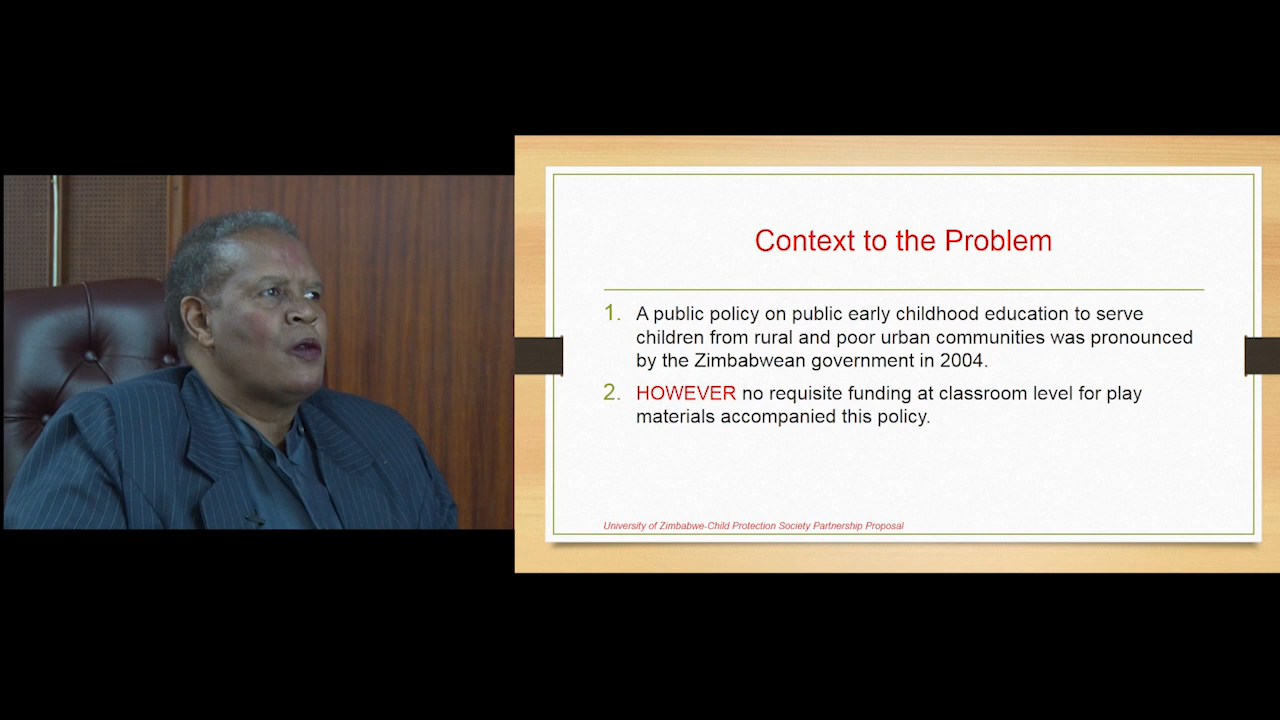 Context to the Problem
1. A public policy on public early childhood education to serve
children from rural and poor urban communities was pronounced
by the Zimbabwean government in 2004.
2. HOWEVER no requisite funding at classroom level for play
materials accompanied this policy.
University of Zimbabwe-Child Protection Society Partnership Proposal